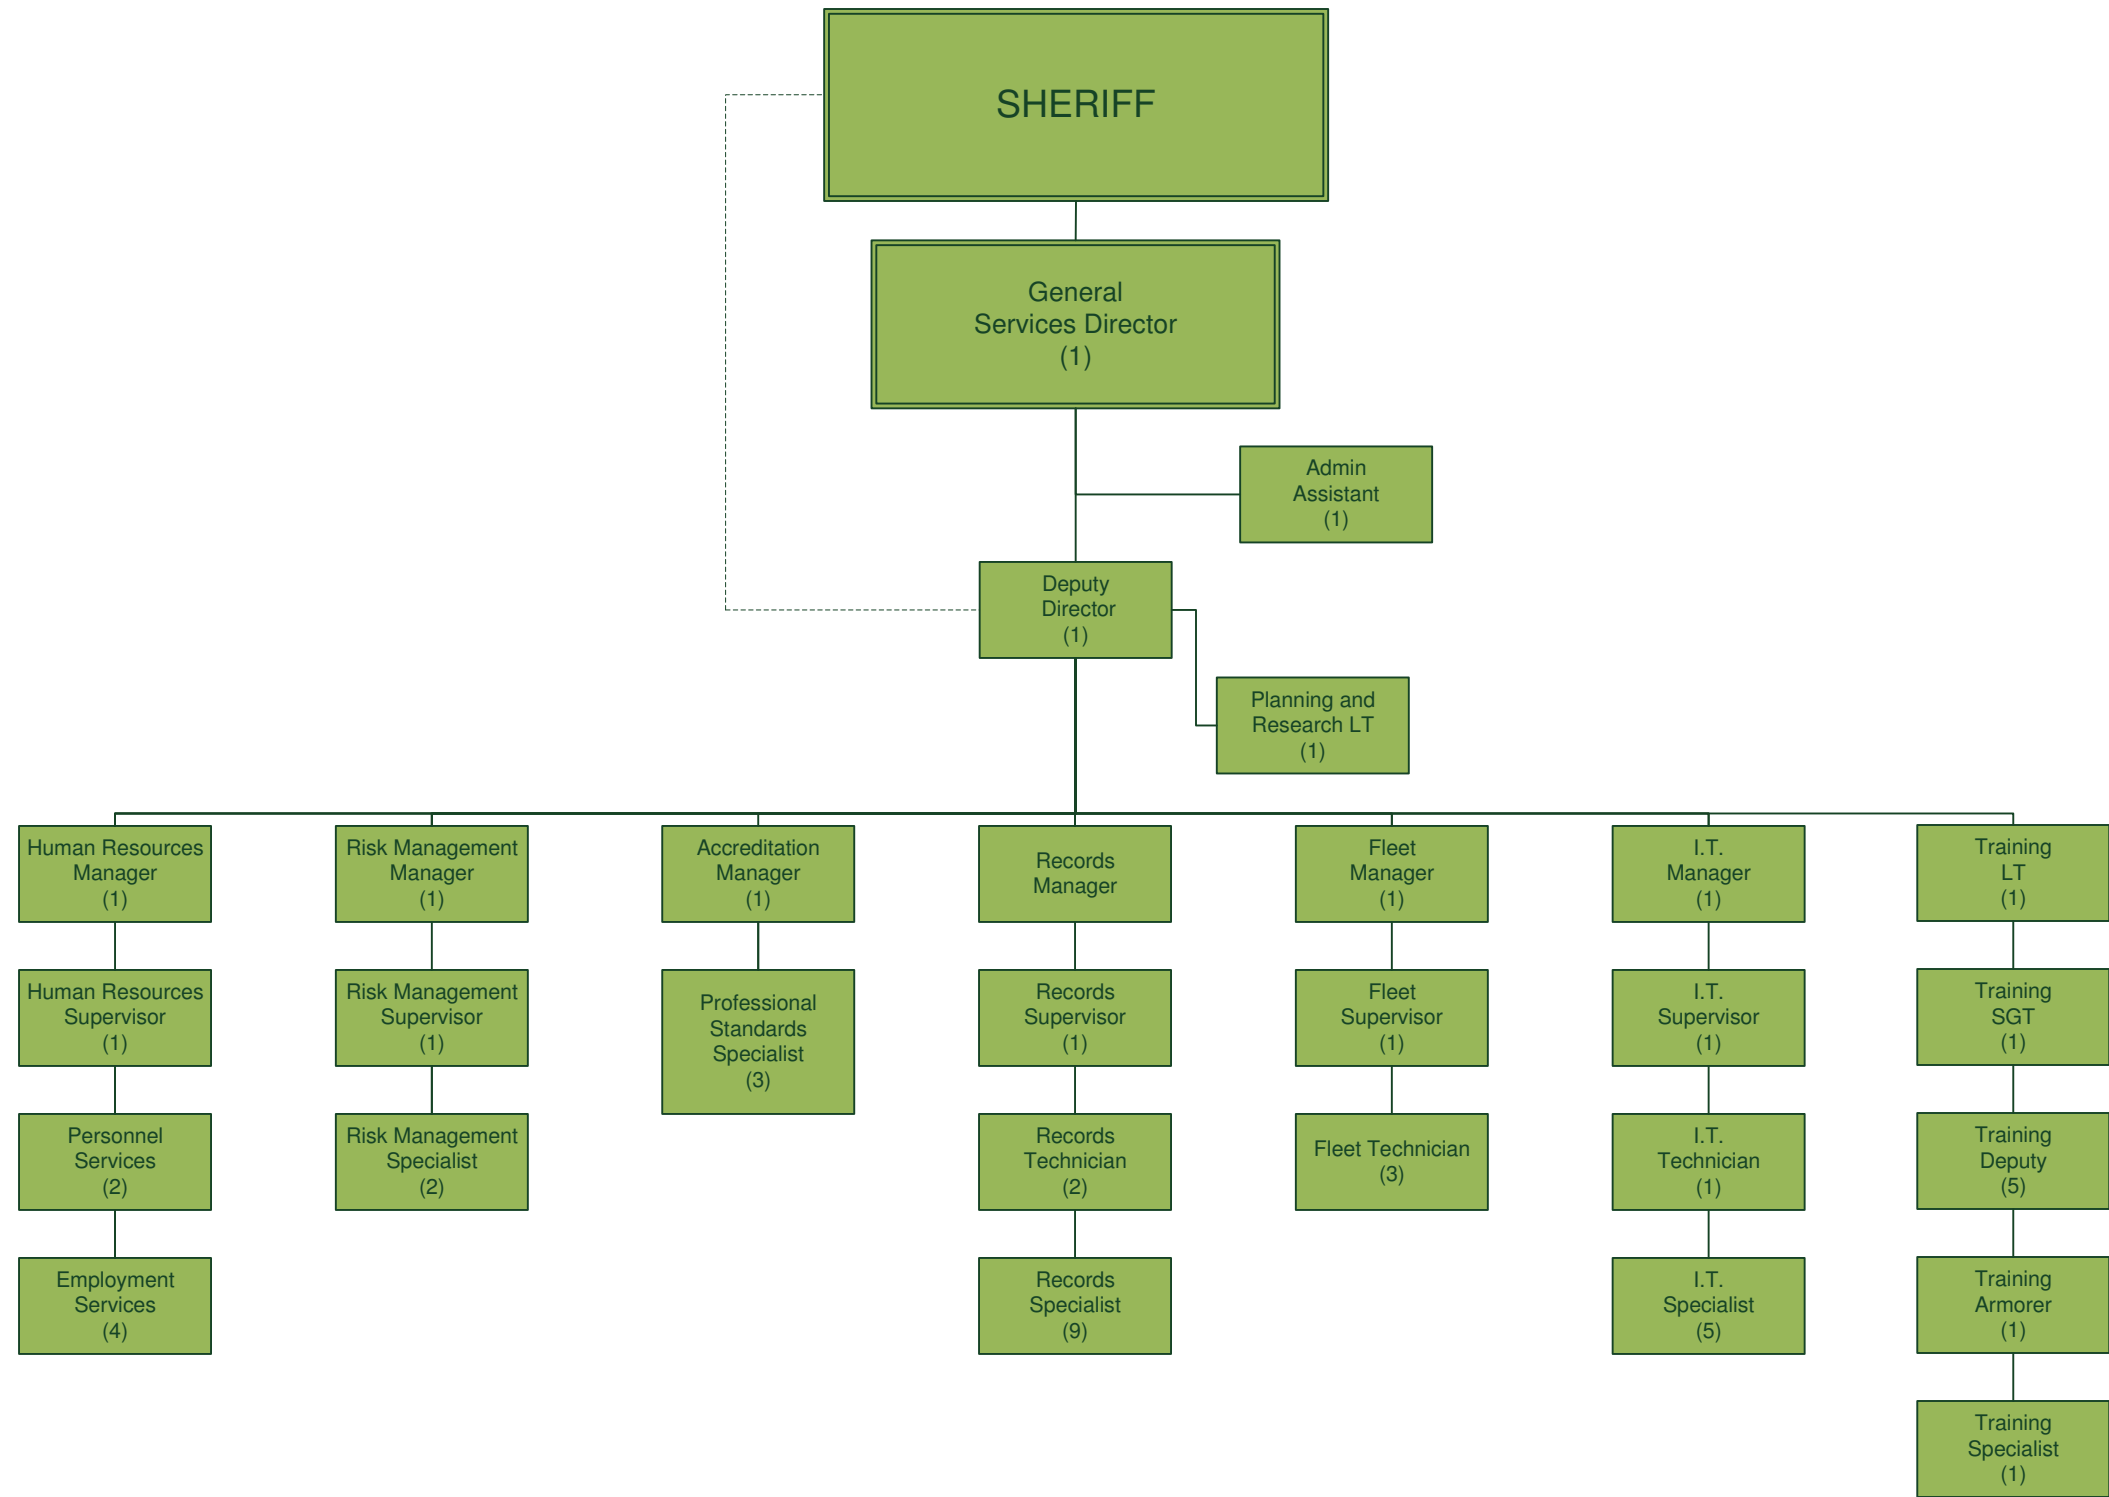 SHERIFF
General
Services Director
(1)
Admin
Assistant
(1)
Deputy
Director
(1)
Planning and
Research LT
(1)
Human Resources
Manager
(1)
Risk Management
Manager
(1)
Accreditation
Manager
(1)
Records
Manager
Fleet
Manager
(1)
I.T.
Manager
(1)
Training
LT
(1)
Human Resources
Supervisor
(1)
Risk Management
Supervisor
(1)
Professional
Standards
Specialist
(3)
Records
Supervisor
(1)
Fleet
Supervisor
(1)
I.T.
Supervisor
(1)
Training
SGT
(1)
Personnel
Services
(2)
Risk Management
Specialist
(2)
Records
Technician
(2)
Fleet Technician
(3)
I.T.
Technician
(1)
Training
Deputy
(5)
Employment
Services
(4)
Records
Specialist
(9)
I.T.
Specialist
(5)
Training
Armorer
(1)
Training
Specialist
(1)